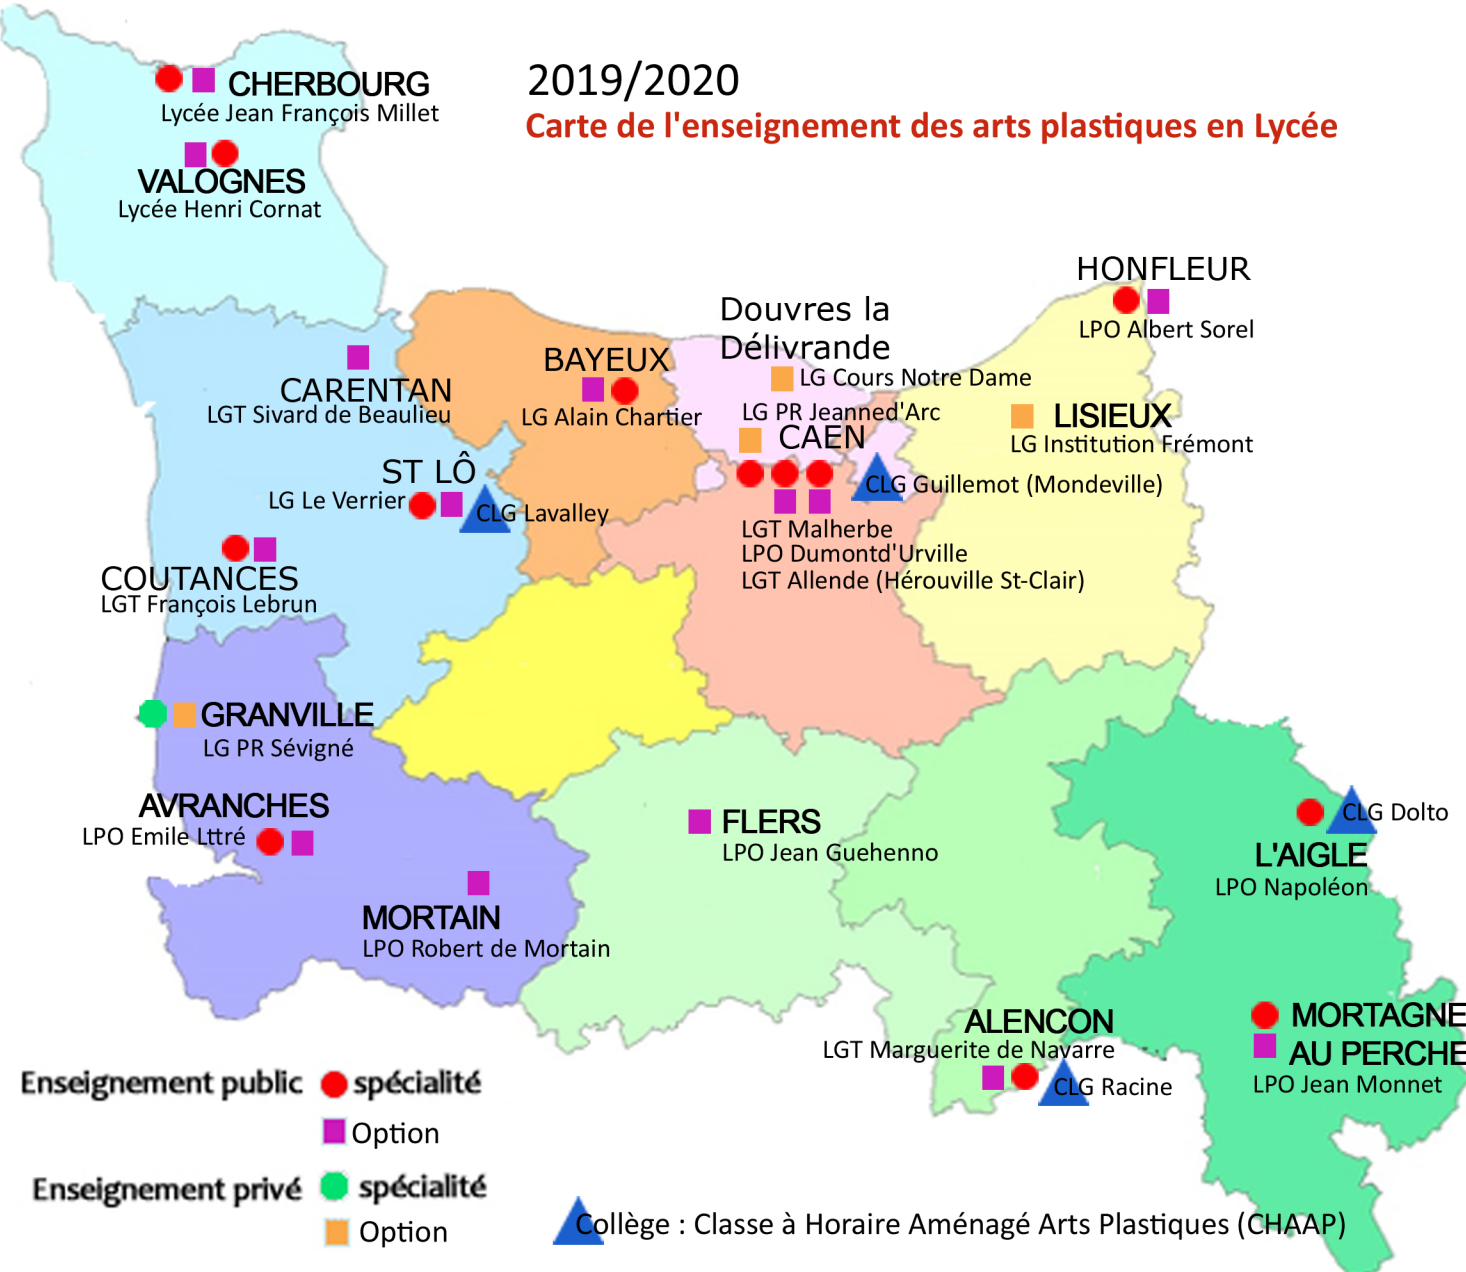 2019/2020
Carte de l'enseignement des arts plastiques en Lycée
CHERBOURG
Lycée Jean François Millet
VALOGNES
Lycée Henri Cornat
HONFLEUR
LPO Albert Sorel
Douvres la
Délivrande
LG Cours Notre Dame
BAYEUX
LG Alain Chartier
CARENTAN
LGT Sivard de Beaulieu
LG PR Jeanned'Arc
CAEN
LISIEUX
LG Institution Frémont
ST LÔ
LG Le Verrier
CLG Lavalley
CLG Guillemot (Mondeville)
LGT Malherbe
LPO Dumontd'Urville
LGT Allende (Hérouville St-Clair)
COUTANCES
LGT François Lebrun
GRANVILLE
LG PR Sévigné
AVRANCHES
LPO Emile Lttré
FLERS
LPO Jean Guehenno
CLG Dolto
L'AIGLE
LPO Napoléon
MORTAIN
LPO Robert de Mortain
ALENCON
LGT Marguerite de Navarre
CLG Racine
MORTAGNE
AU PERCHE
LPO Jean Monnet
Enseignement public spécialité
Option
Enseignement privé spécialité
Option
Collège : Classe à Horaire Aménagé Arts Plastiques (CHAAP)